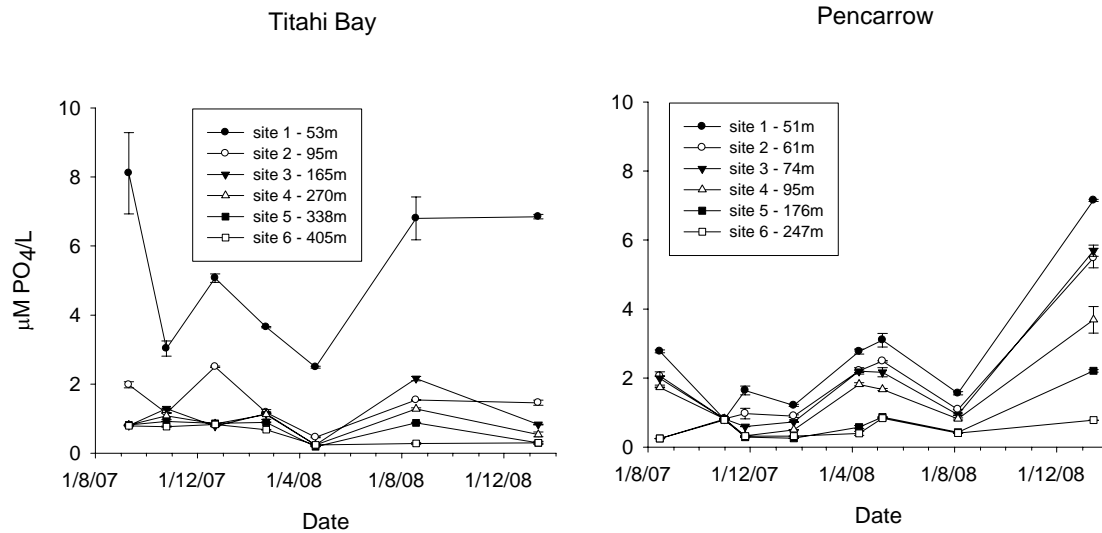 Titahi Bay
10
8
6
4
2
0
µM PO4/L
site 1 - 53m
site 2 - 95m
site 3 - 165m
site 4 - 270m
site 5 - 338m
site 6 - 405m
1/8/07
1/12/07
1/4/08
1/8/08
1/12/08
Date
Pencarrow
10
8
6
4
2
0
site 1 - 51m
site 2 - 61m
site 3 - 74m
site 4 - 95m
site 5 - 176m
site 6 - 247m
1/8/07
1/12/07
1/4/08
1/8/08
1/12/08
Date